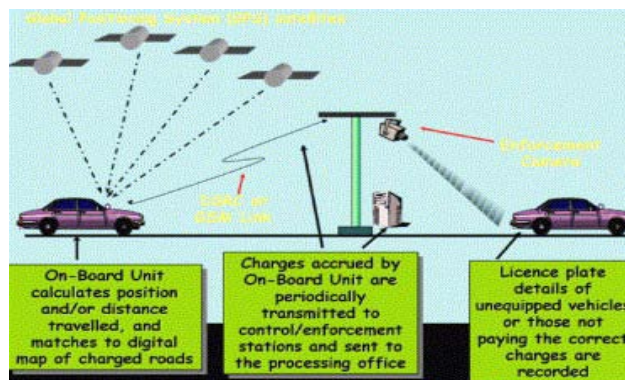 Global Positioning System (GPS) Satellites
Enforcement
Camera
DSRC or
GSM Link
On-Board Unit
calculates position
and/or distance
travelled, and
matches to digital
map of charged roads
Charges accrued by
On-Board Unit are
periodically
transmitted to
control/enforcement
stations and sent to
the processing office
Licence plate
details of
unequipped vehicles
or those not
paying the correct
charges are
recorded